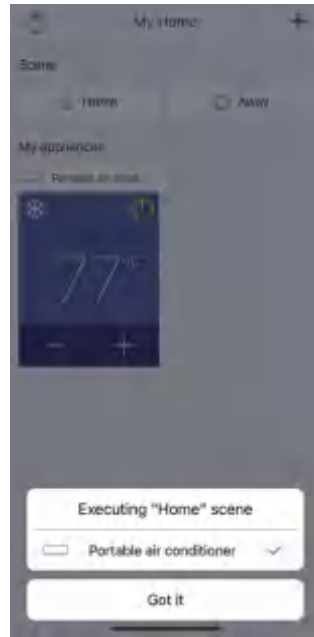 My Home
Scene
Home
Away
My appliances
77°F
Executing "Home" scene
Portable air conditioner
Got it